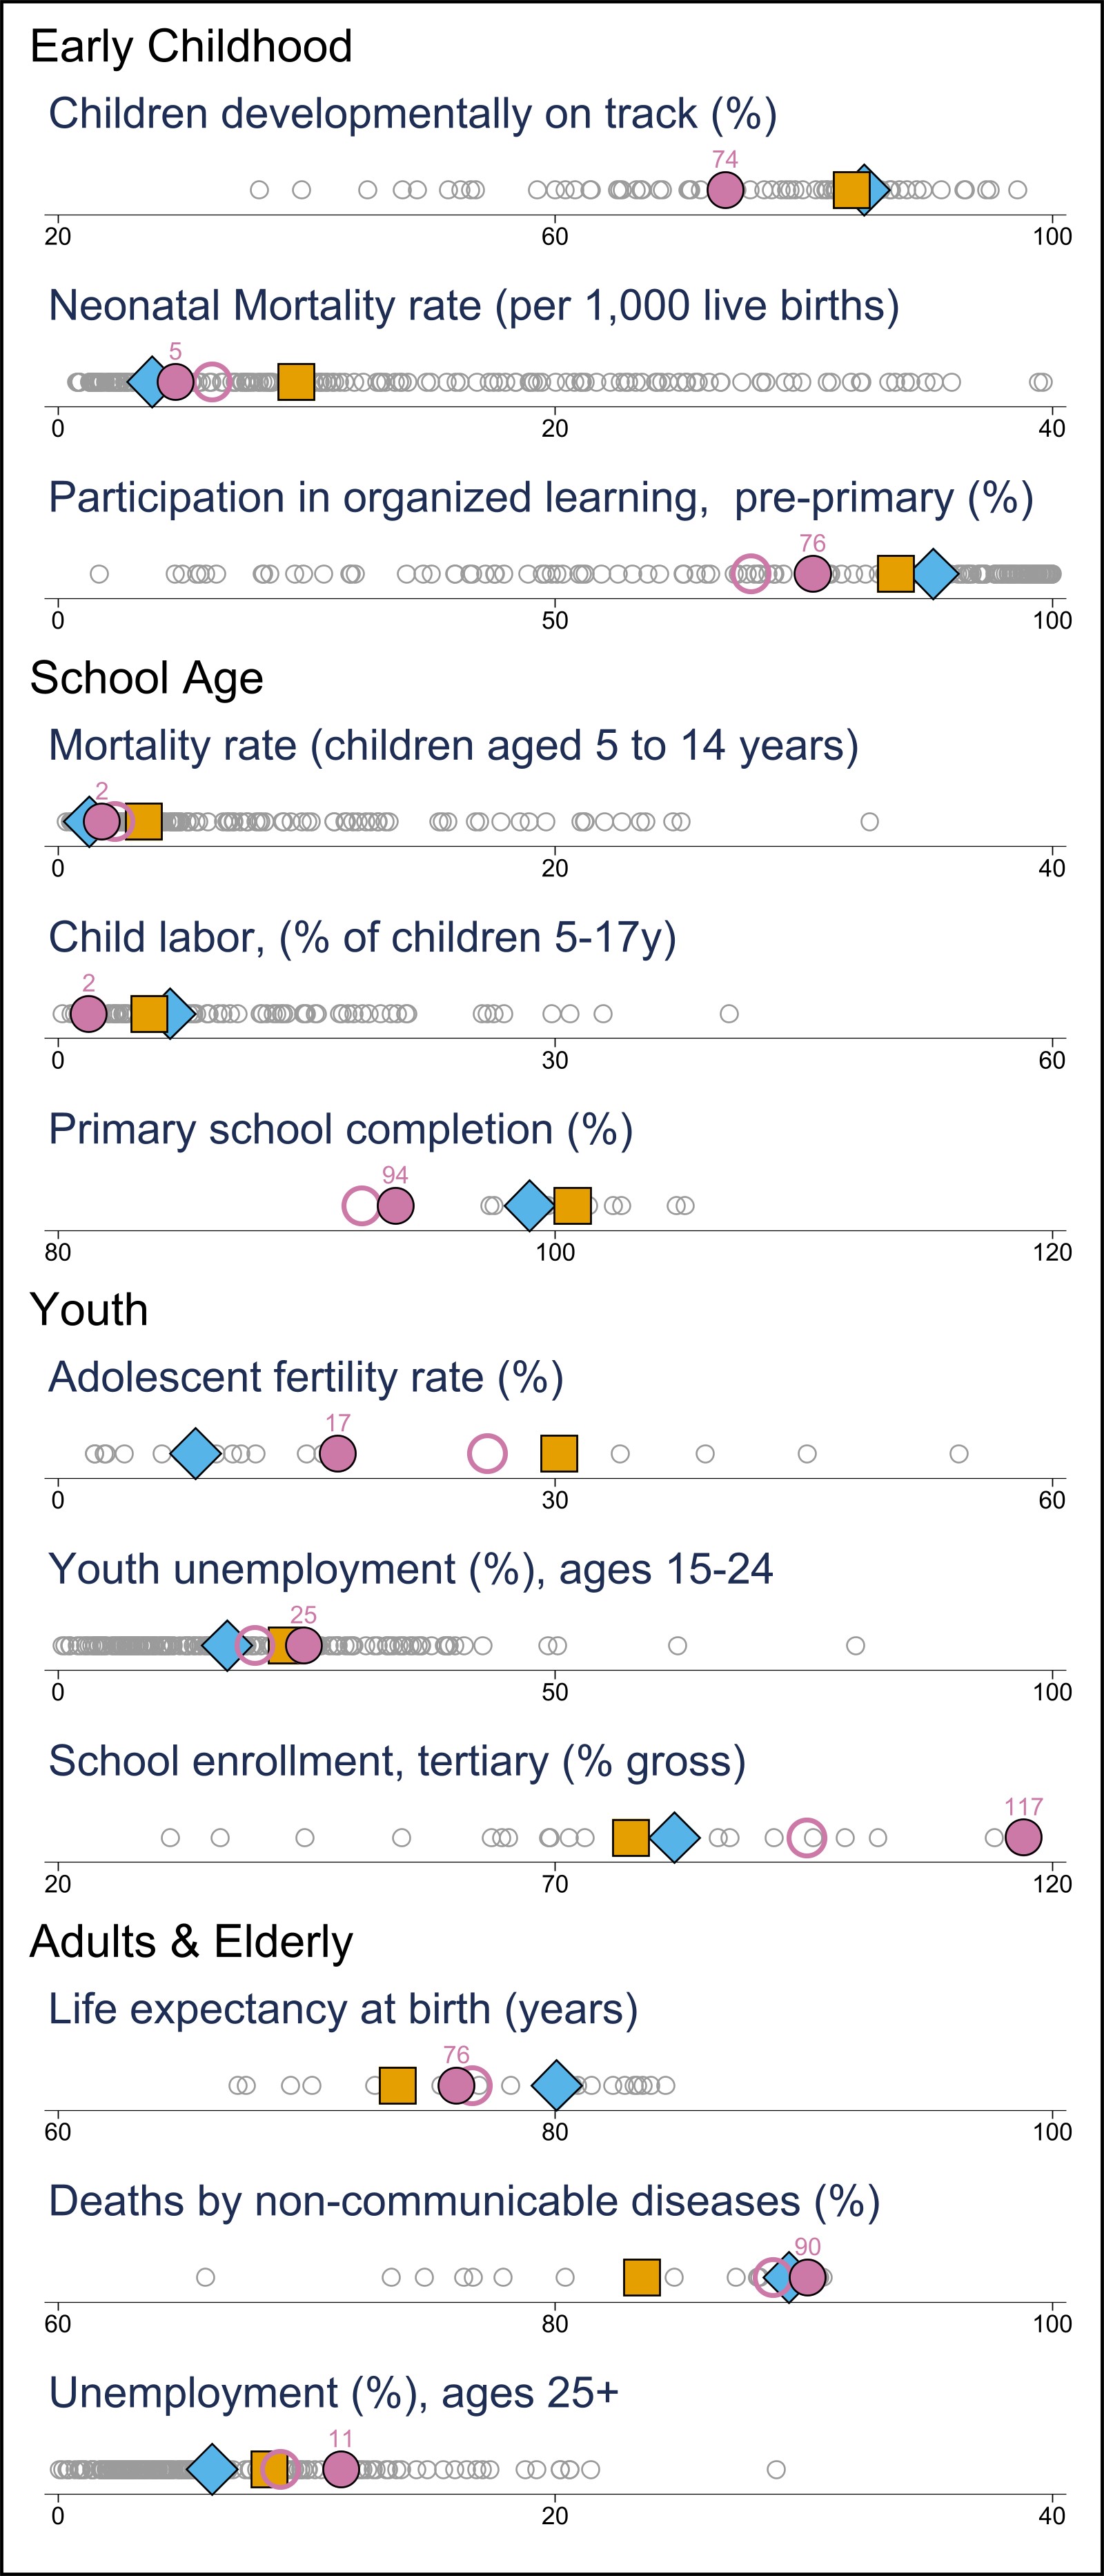 Early Childhood
Children developmentally on track (%)
74
20 60 100
Neonatal Mortality rate (per 1,000 live births)
5
0 20 40
Participation in organized learning,  pre-primary (%)
76
0 50 100
School Age
Mortality rate (children aged 5 to 14 years)
2
0 20 40
Child labor, (% of children 5-17y)
2
0 30 60
Primary school completion (%)
94
80 100 120
Youth
Adolescent fertility rate (%)
17
0 30 60
Youth unemployment (%), ages 15-24
25
0 50 100
School enrollment, tertiary (% gross)
117
20 70 120
Adults & Elderly
Life expectancy at birth (years)
76
60 80 100
Deaths by non-communicable diseases (%)
90
60 80 100
Unemployment (%), ages 25+
11
0 20 40